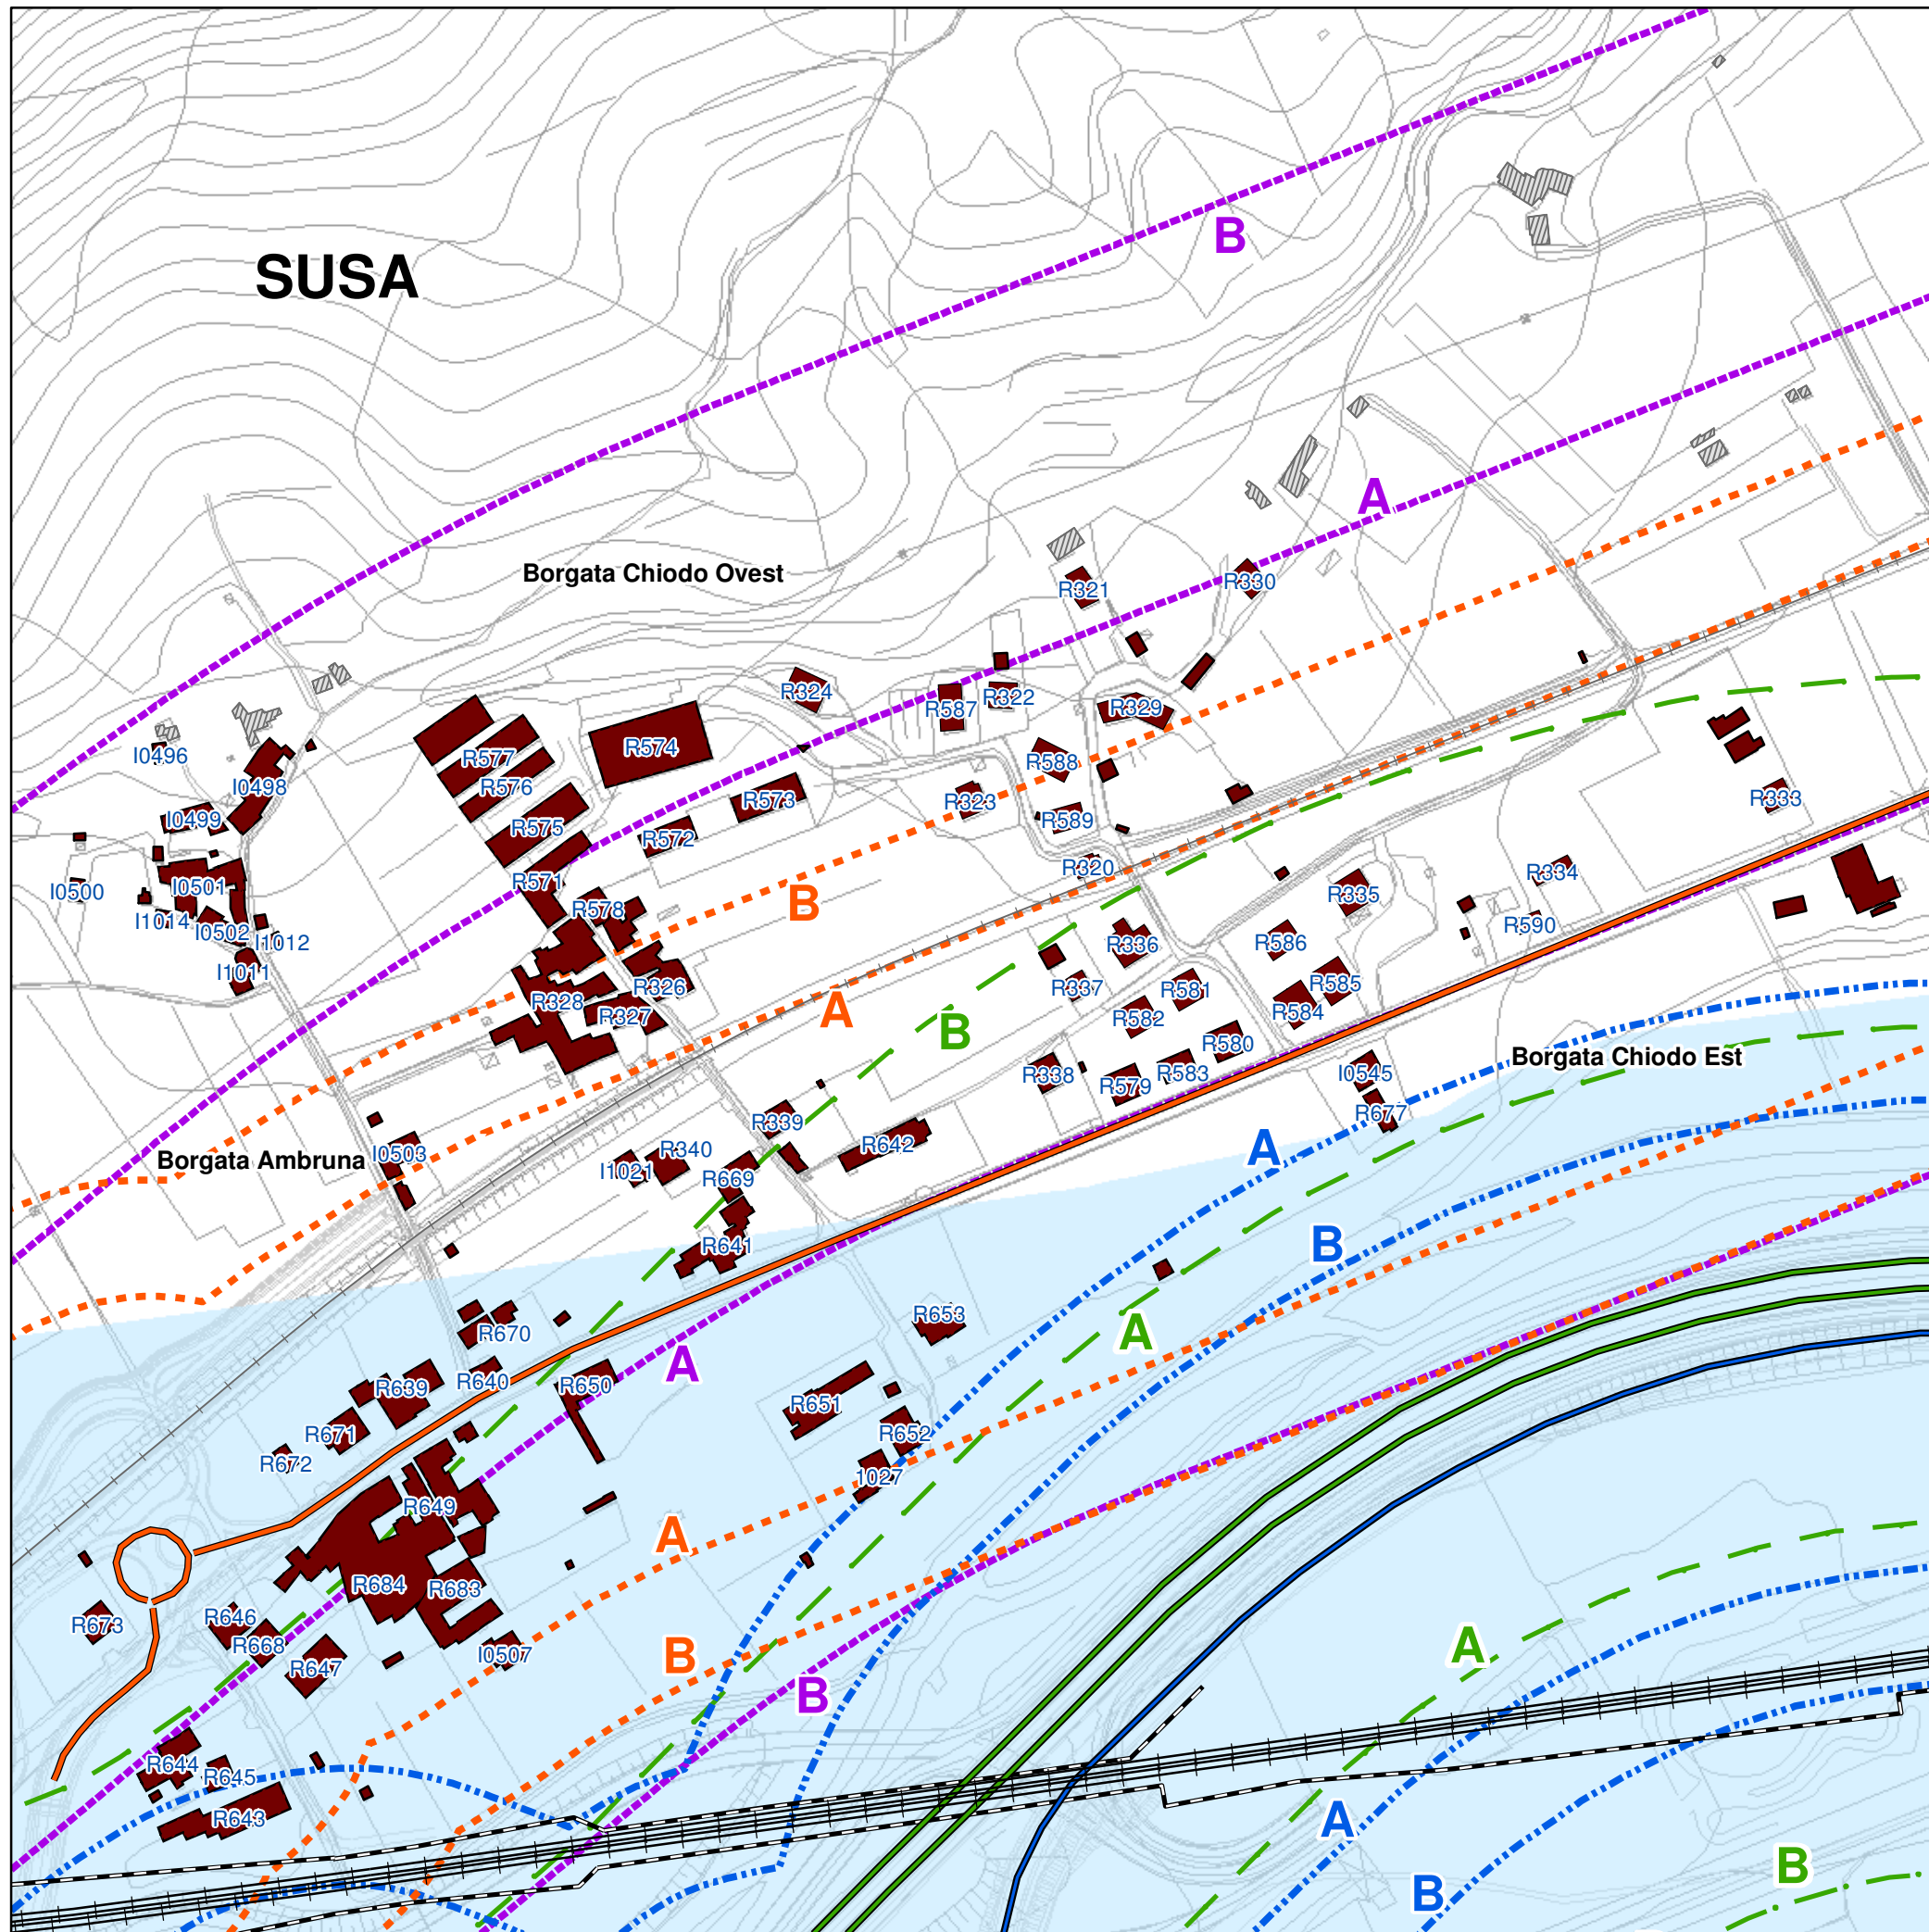 B
SUSA
A
Borgata Chiodo Ovest
R321
R330
R324
R587
R322
R329
I0496
R577
R574
R588
I0498
R576
R573
R323
R333
I0499
R575
R572
R589
I0500
I0501
R571
R320
R334
R335
I1014
I0502
R578
B
R590
I1012
R336
R586
I1011
R328
R326
R337
R581
R585
R327
A
B
R582
R584
R580
Borgata Chiodo Est
R338
R579
R583
I0545
R677
R339
Borgata Ambruna
I0503
I1021
R340
R642
A
R669
R641
B
R670
R653
A
R639
R640
R650
A
R671
R651
R672
R652
1027
R649
A
R684
R683
R673
R646
R668
R647
I0507
B
A
B
R644
R645
R643
A
B
B